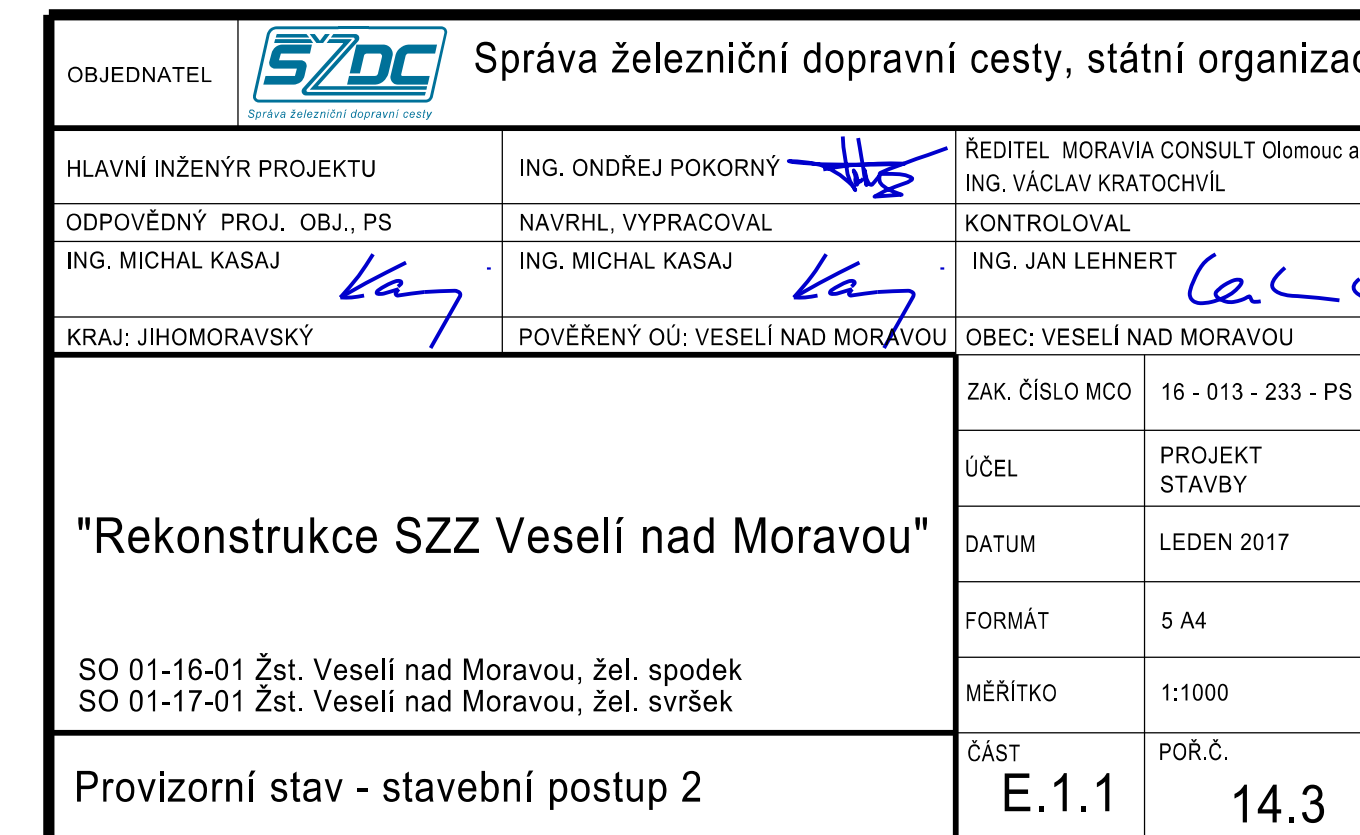 OBJEDNATEL
SŽDC
Správa železniční dopravní cesty
Správa železniční dopravní cesty, státní
HLAVNÍ INŽENÝR PROJEKTU
ING. ONDŘEJ POKORNÝ
ŘEDITEL MORAVIA CONSULT Olomouc
ING. VÁCLAV KRATOCHVÍL
ODPOVĚDNÝ PROJ. OBJ., PS
NAVRHL, VYPRACOVAL
KONTROLOVAL
ING. MICHAL KASAJ
ING. MICHAL KASAJ
ING. JAN LEHNERT
KRAJ: JIHOMORAVSKÝ
POVĚŘENÝ OÚ: VESELÍ NAD MORAVOU
OBEC: VESELÍ NAD MORAVOU
"Rekonstrukce SZZ Veselí nad Moravou"
SO 01-16-01 Žst. Veselí nad Moravou, žel. spodek
SO 01-17-01 Žst. Veselí nad Moravou, žel. svršek
Provizorní stav - stavební postup 2
ZAK. ČÍSLO MCO
16 - 013 - 233 - PS
ÚČEL
PROJEKT
STAVBY
DATUM
LEDEN 2017
FORMÁT
5 A4
MĚŘÍTKO
1:1000
ČÁST
E.1.1
POŘ.Č.
14.3